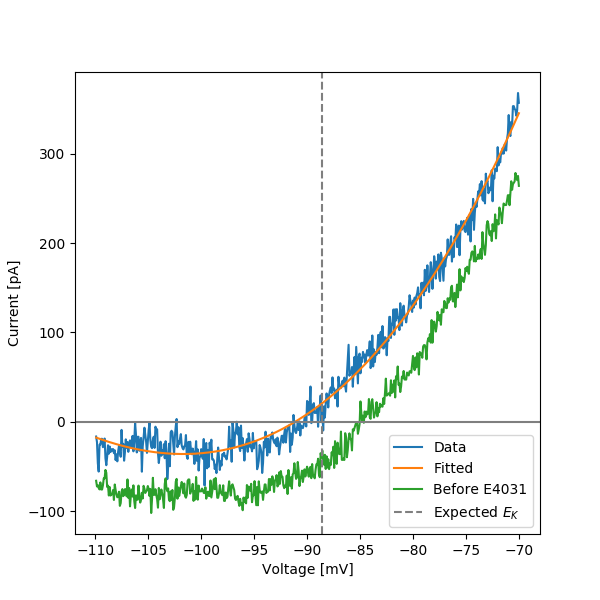 Current [pA]
300
200
100
0
−100
−110
−105
−100
−95
−90
−85
−80
−75
−70
Voltage [mV]
Data
Fitted
Before E4031
Expected E_K